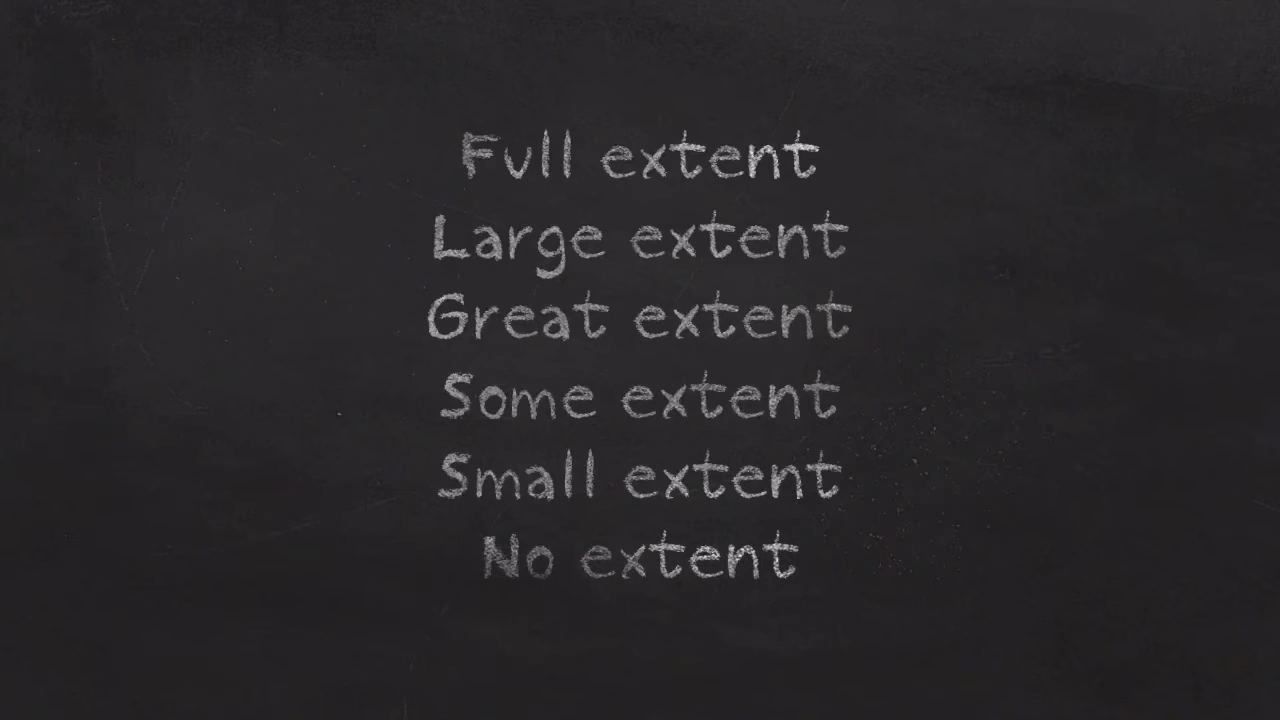 Full extent
Large extent
Great extent
Some extent
Small extent
No extent